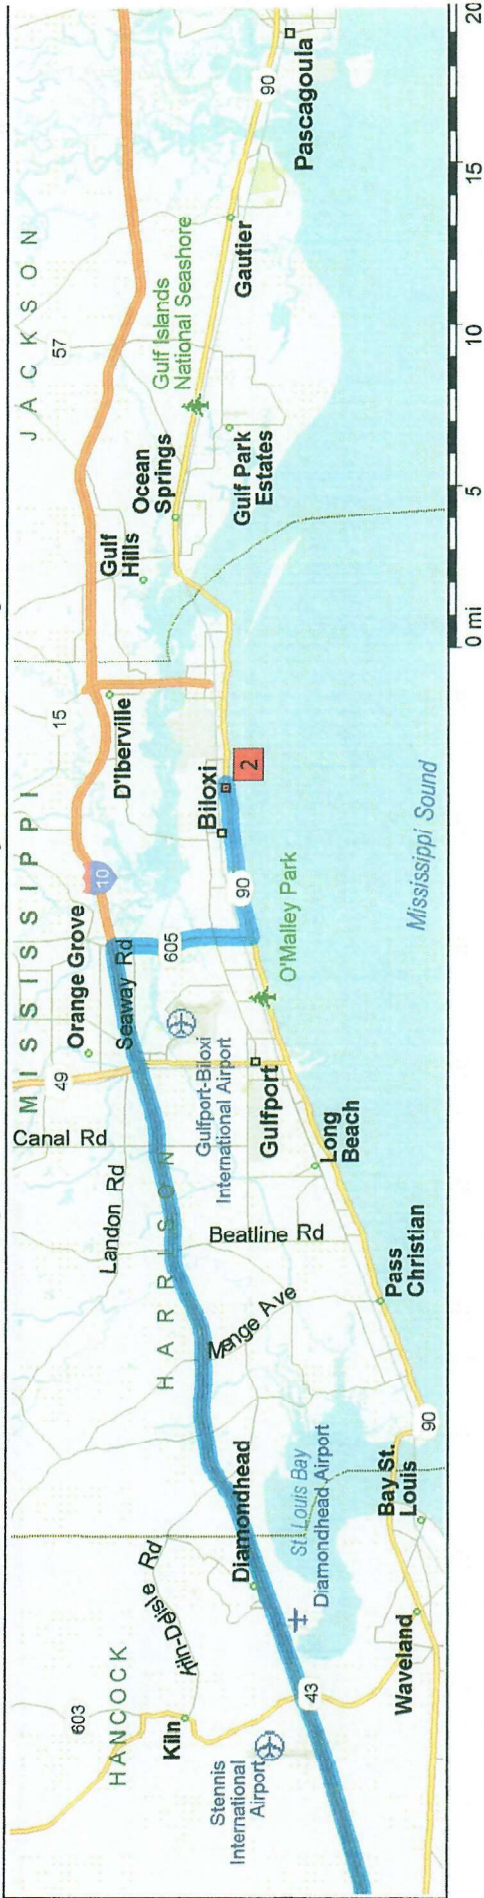 MISSISSIPPI
JACKSON
HANCOCK
HARRISON
603
Kiln
Kiln-Delisle Rd
Stennis
International
Airport
43
Diamondhead
St. Louis Bay
Diamondhead Airport
Waveland
Bay St.
Louis
90
Pass
Christian
Menge Ave
Landon Rd
Canal Rd
Beatline Rd
Long
Beach
49
Orange Grove
Seaway Rd
Gulfport-Biloxi
International Airport
Gulfport
O'Malley Park
605
10
90
Biloxi
2
15
D'Iberville
Mississippi Sound
Gulf
Hills
Ocean
Springs
57
Gulf Islands
National Seashore
Gulf Park
Estates
Gautier
90
Pascagoula
0 mi
5
10
15
20